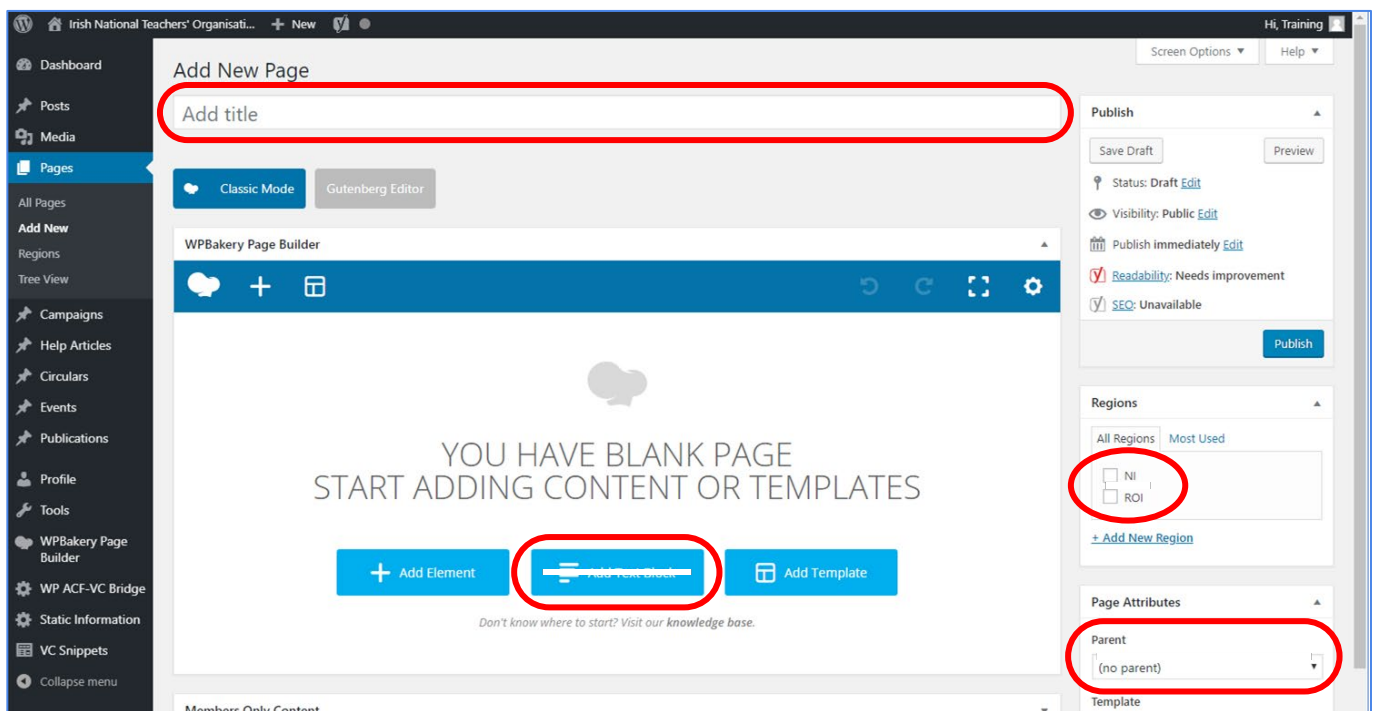 Irish National Teachers' Organisati... New Hi, Training
Screen Options Help
Dashboard
Posts
Media
Pages
All Pages
Add New
Regions
Tree View
Campaigns
Help Articles
Circulars
Events
Publications
Profile
Tools
WPBakery Page
Builder
WP ACF-VC Bridge
Static Information
VC Snippets
Collapse menu
Add New Page
Add title
Classic Mode
Gutenberg Editor
WPBakery Page Builder
YOU HAVE BLANK PAGE
START ADDING CONTENT OR TEMPLATES
Add Element
Add Text Block
Add Template
Don't know where to start? Visit our knowledge base.
Members Only Content
Publish
Save Draft
Preview
Status: Draft Edit
Visibility: Public Edit
Publish immediately Edit
Readability: Needs improvement
SEO: Unavailable
Publish
Regions
All Regions Most Used
NI
ROI
+ Add New Region
Page Attributes
Parent
(no parent)
Template